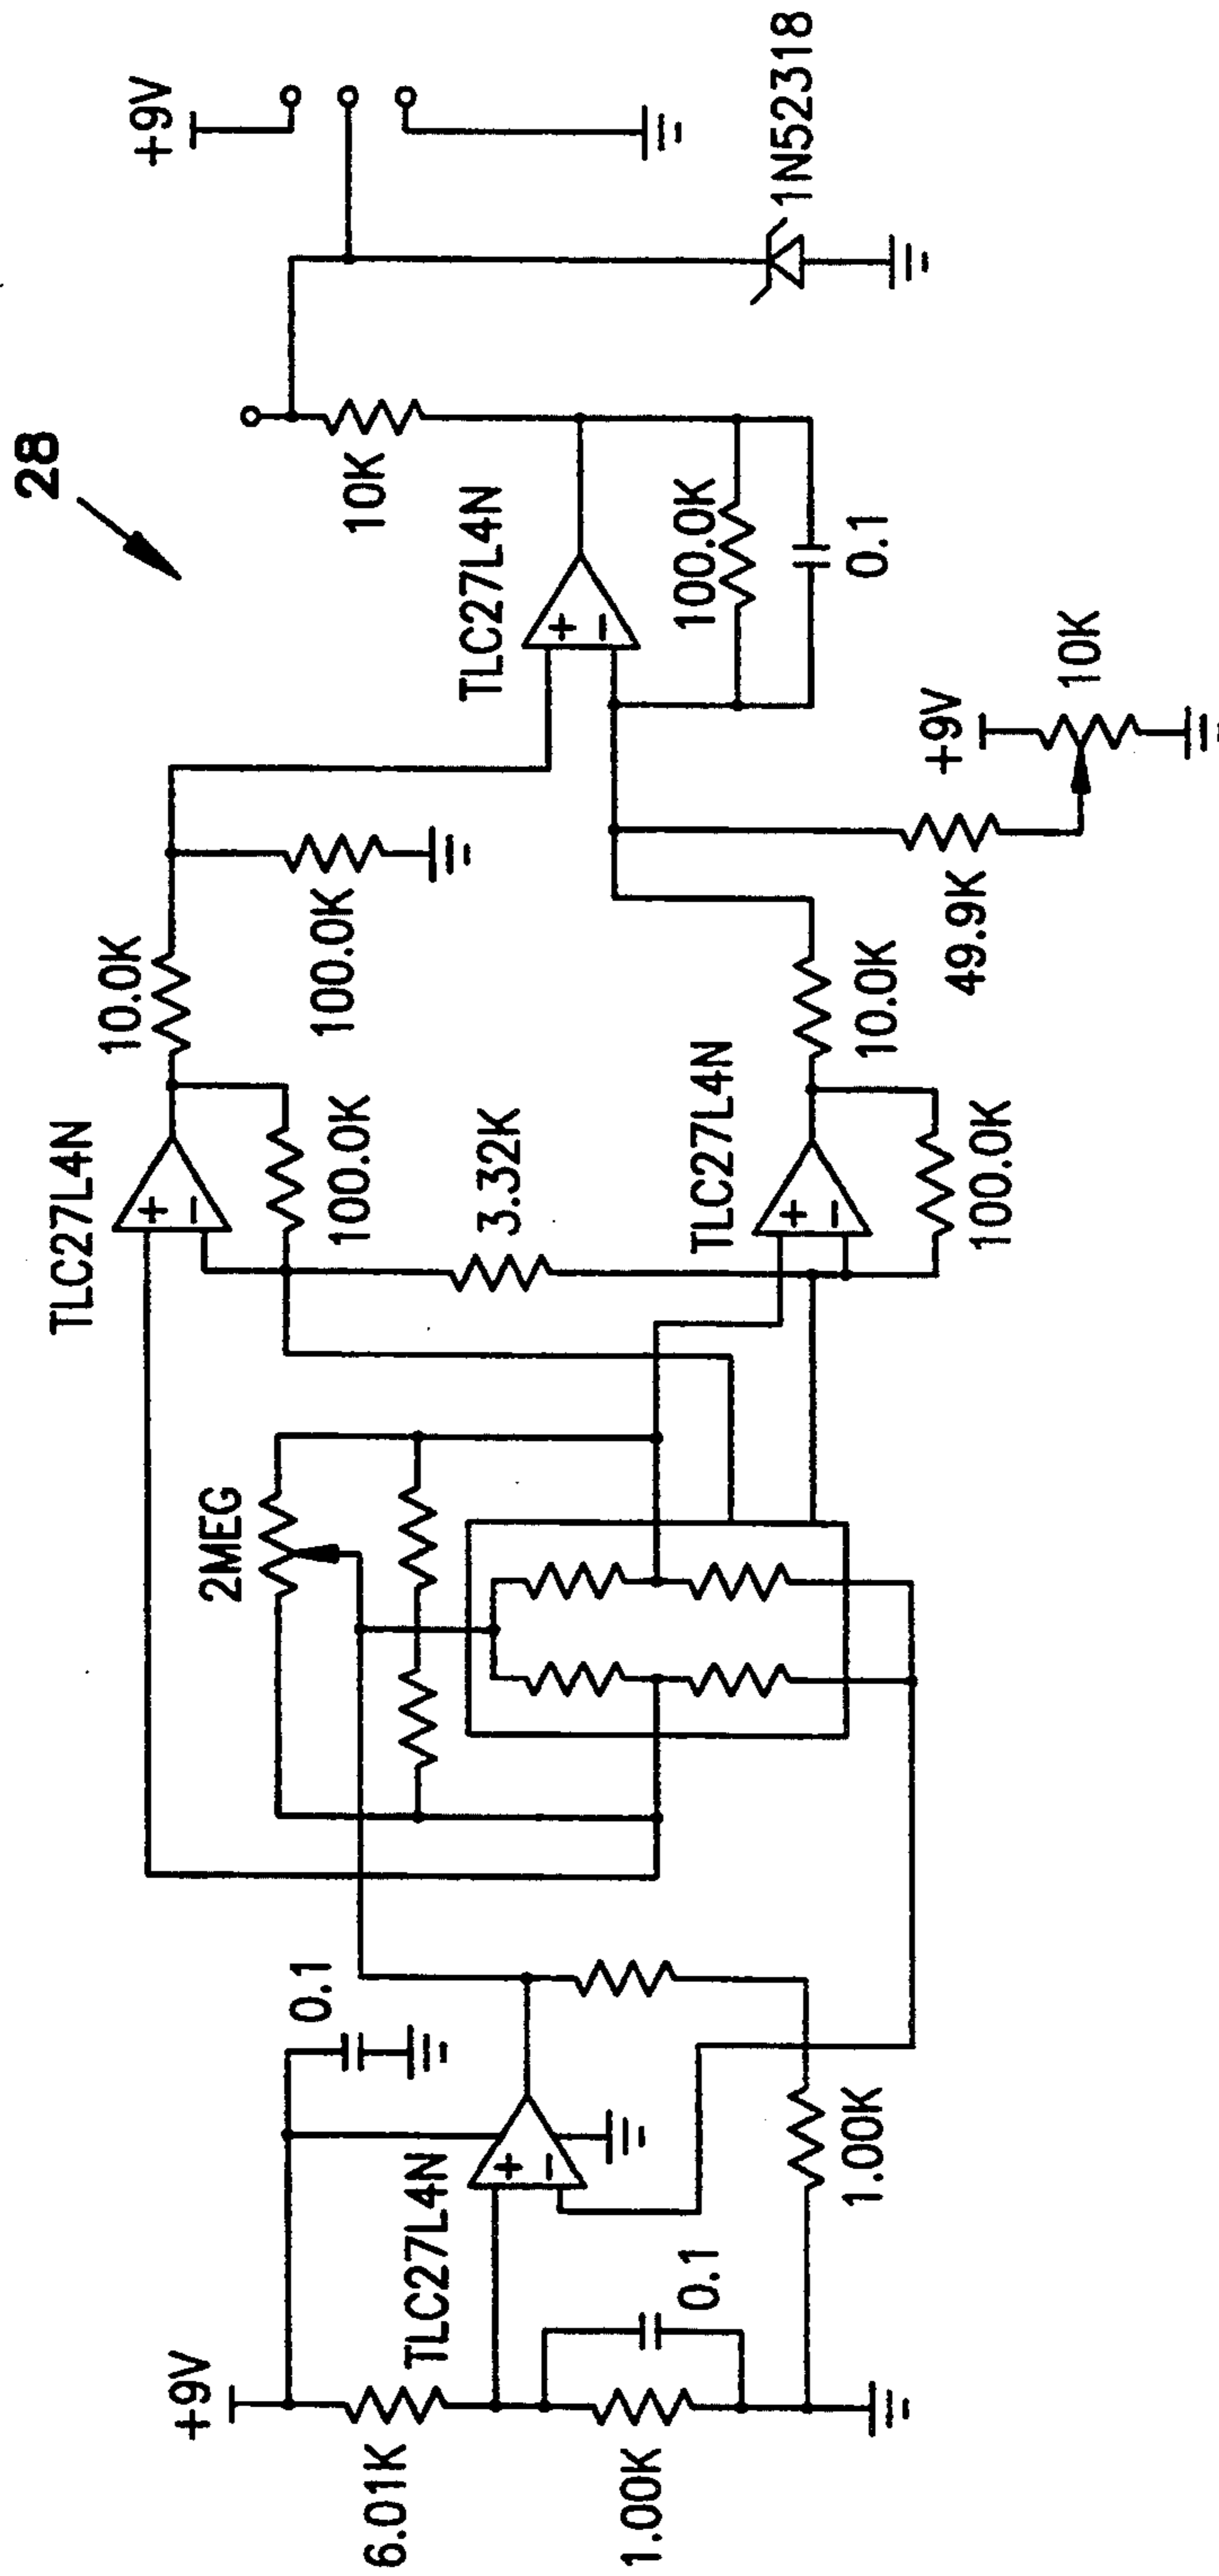 28
+9V
6.01K
1.00K
0.1
TLC27L4N
+
−
0.1
1.00K
2MEG
TLC27L4N
+
−
100.0K
3.32K
TLC27L4N
+
−
100.0K
10.0K
100.0K
10.0K
49.9K
+9V
10K
TLC27L4N
+
−
100.0K
0.1
10K
+9V
1N52318